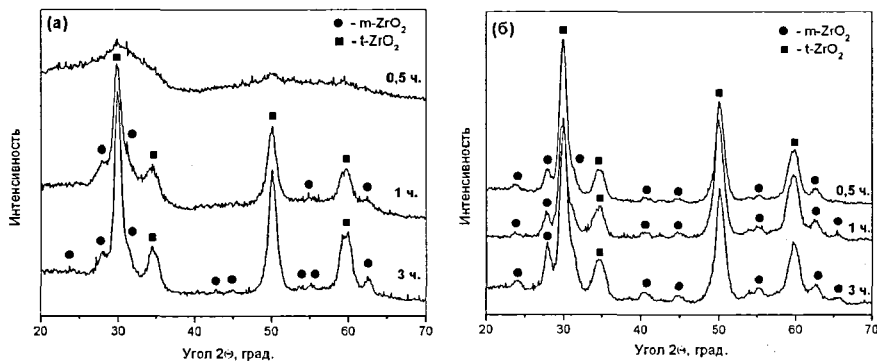 (а)
● - m-ZrO2
■ - t-ZrO2
0,5 ч.
1 ч.
3 ч.
Интенсивность
20 30 40 50 60 70
Угол 2Θ, град.
(б)
● - m-ZrO2
■ - t-ZrO2
0,5 ч.
1 ч.
3 ч.
Интенсивность
20 30 40 50 60 70
Угол 2Θ, град.